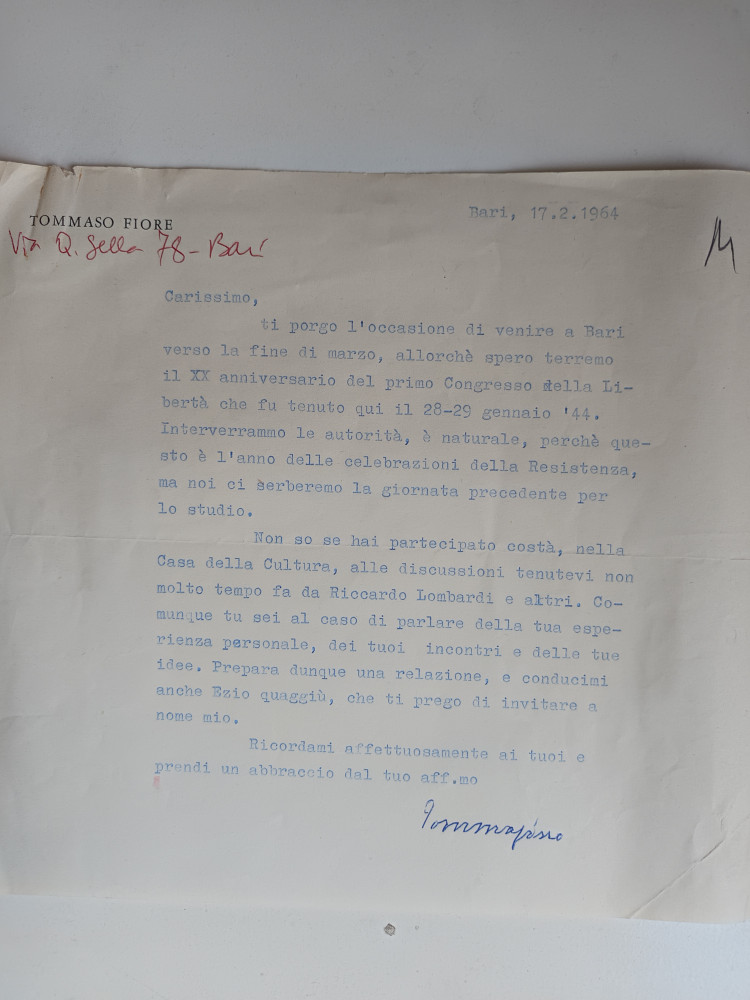 TOMMASO FIORE
Bari, 17.2.1964
Via Q. Sella 78 - Bari
M
Carissimo,
ti porgo l'occasione di venire a Bari
verso la fine di marzo, allorchè spero terremo
il XX anniversario del primo Congresso della Li-
bertà che fu tenuto qui il 28-29 gennaio '44.
Interverrammo le autorità, è naturale, perchè que-
sto è l'anno delle celebrazioni della Resistenza,
ma noi ci serberemo la giornata precedente per
lo studio.
Non so se hai partecipato costà, nella
Casa della Cultura, alle discussioni tenutevi non
molto tempo fa da Riccardo Lombardi e altri. Co-
munque tu sei al caso di parlare della tua espe-
rienza personale, dei tuoi incontri e delle tue
idee. Prepara dunque una relazione, e conducimi
anche Ezio quaggiù, che ti prego di invitare a
nome mio.
Ricordami affettuosamente ai tuoi e
prendi un abbraccio dal tuo aff.mo